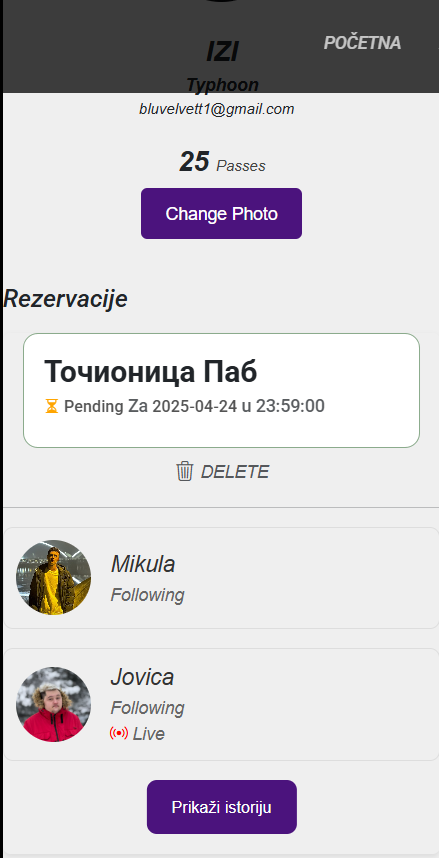 IZI
POČETNA
Typhoon
bluvelvett1@gmail.com
25 Passes
Change Photo
Rezervacije
Точионица Паб
Pending Za 2025-04-24 u 23:59:00
DELETE
Mikula
Following
Jovica
Following
Live
Prikaži istoriju